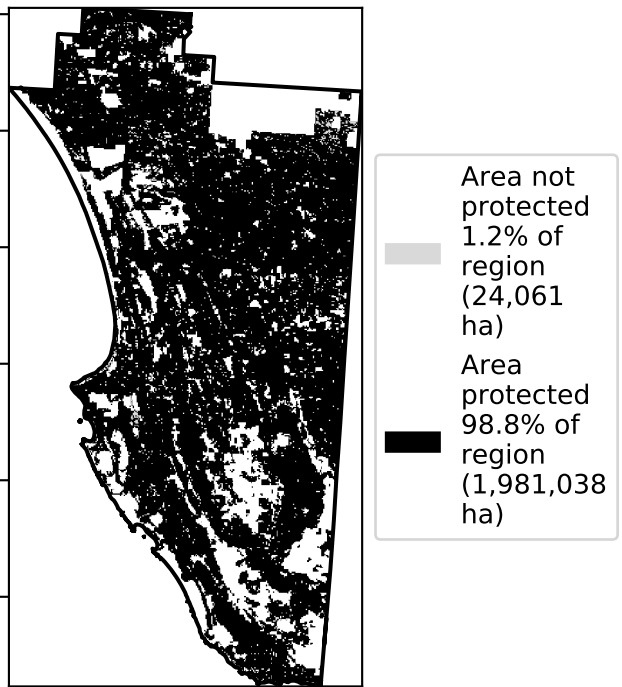 Area not
protected
1.2% of
region
(24,061
ha)
Area
protected
98.8% of
region
(1,981,038
ha)